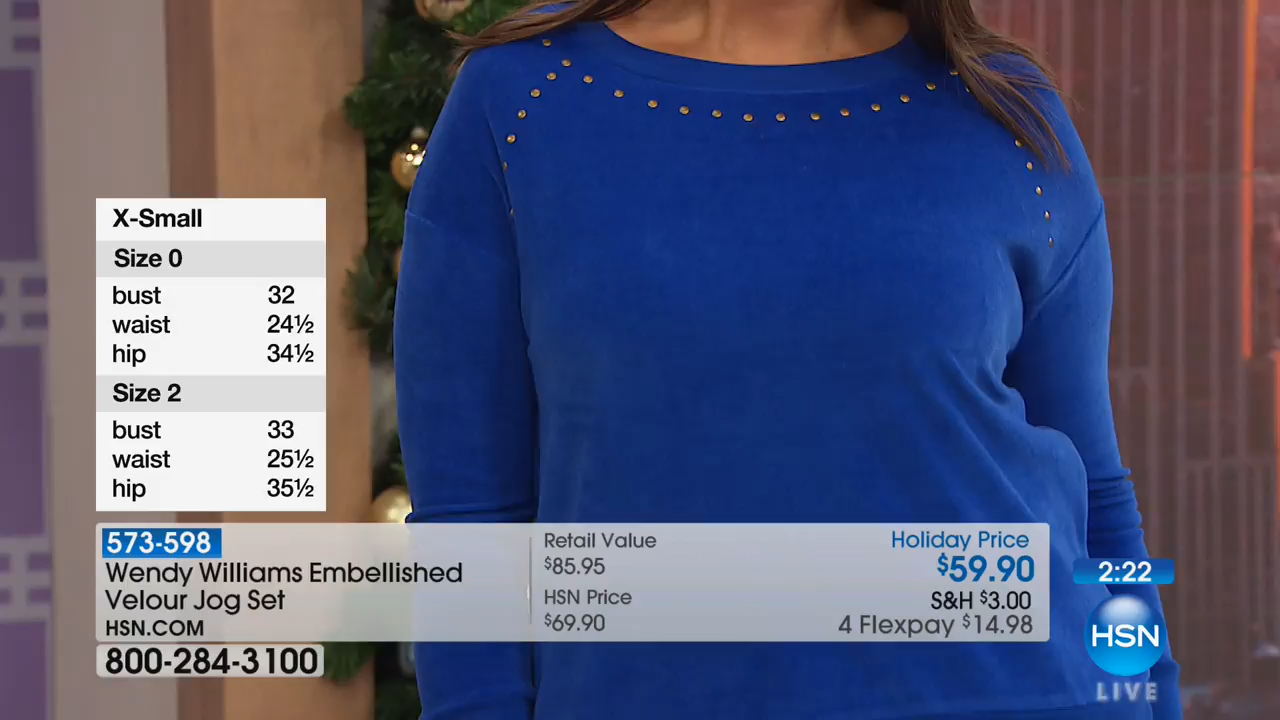 X-Small
Size 0
bust 32
waist 24½
hip 34½
Size 2
bust 33
waist 25½
hip 35½
573-598
Wendy Williams Embellished
Velour Jog Set
HSN.COM
800-284-3100
Retail Value
$85.95
HSN Price
$69.90
Holiday Price
$59.90
S&H $3.00
4 Flexpay $14.98
2:22
HSN
LIVE